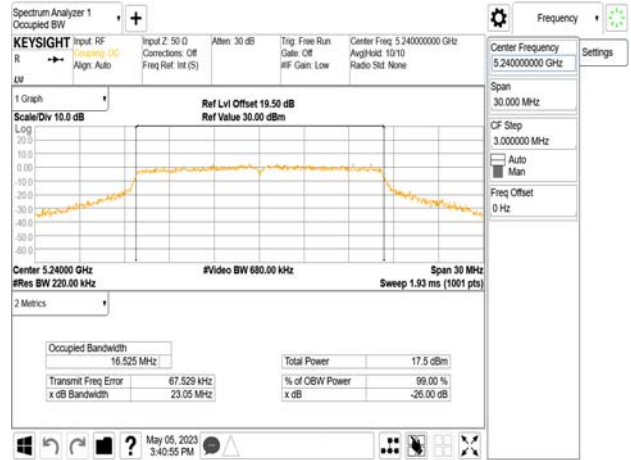 Spectrum Analyzer 1
Occupied BW
Frequency
KEYSIGHT
R
Input: RF
Coupling: DC
Align: Auto
Input Z: 50 Ω
Corrections: Off
Freq Ref: Int (S)
Atten: 30 dB
Trig: Free Run
Gate: Off
#IF Gain: Low
Center Freq: 5.240000000 GHz
Avg|Hold: 10/10
Radio Std: None
Center Frequency
5.240000000 GHz
Settings
Span
30.000 MHz
CF Step
3.000000 MHz
Auto
Man
Freq Offset
0 Hz
1 Graph
Scale/Div 10.0 dB
Ref Lvl Offset 19.50 dB
Ref Value 30.00 dBm
Log
20.0
10.0
0.00
-10.0
-20.0
-30.0
-40.0
-50.0
-60.0
Center 5.24000 GHz
#Res BW 220.00 kHz
#Video BW 680.00 kHz
Span 30 MHz
Sweep 1.93 ms (1001 pts)
2 Metrics
Occupied Bandwidth
16.525 MHz
Total Power 17.5 dBm
Transmit Freq Error 67.529 kHz
% of OBW Power 99.00 %
x dB Bandwidth 23.05 MHz
x dB -26.00 dB
?
May 05, 2023
3:40:55 PM